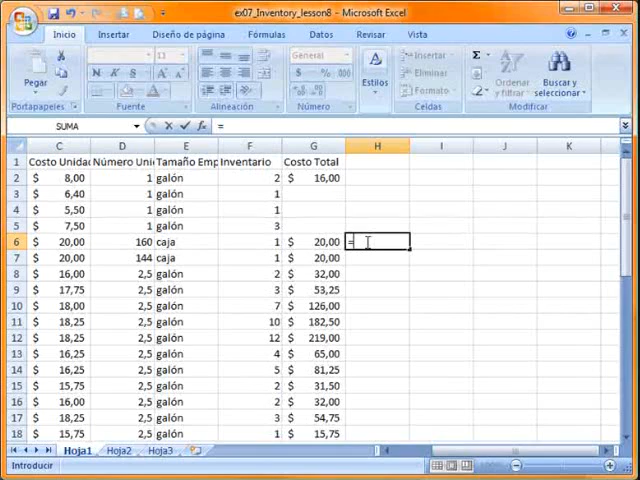 ex07_Inventory_lesson8 - Microsoft Excel
Inicio Insertar Diseño de página Fórmulas Datos Revisar Vista
Pegar
N
K
S
11
A
General
$ % 000
Estilos
Insertar
Eliminar
Formato
Σ
Ordenar
y filtrar
Buscar y
seleccionar
Portapapeles Fuente Alineación Número Celdas Modificar
SUMA fx =
C D E F G H I J K
1 Costo Unidad Número Uni Tamaño Emp Inventario Costo Total
2 $ 8,00 1 galón 2 $ 16,00
3 $ 6,40 1 galón 1
4 $ 5,50 1 galón 1
5 $ 7,50 1 galón 3
6 $ 20,00 160 caja 1 $ 20,00 =
7 $ 20,00 144 caja 1 $ 20,00
8 $ 16,00 2,5 galón 2 $ 32,00
9 $ 17,75 2,5 galón 3 $ 53,25
10 $ 18,00 2,5 galón 7 $ 126,00
11 $ 18,25 2,5 galón 10 $ 182,50
12 $ 18,25 2,5 galón 12 $ 219,00
13 $ 16,25 2,5 galón 4 $ 65,00
14 $ 16,25 2,5 galón 5 $ 81,25
15 $ 15,75 2,5 galón 2 $ 31,50
16 $ 16,00 2,5 galón 2 $ 32,00
17 $ 18,25 2,5 galón 3 $ 54,75
18 $ 15,75 2,5 galón 1 $ 15,75
Hoja1 Hoja2 Hoja3
Introducir